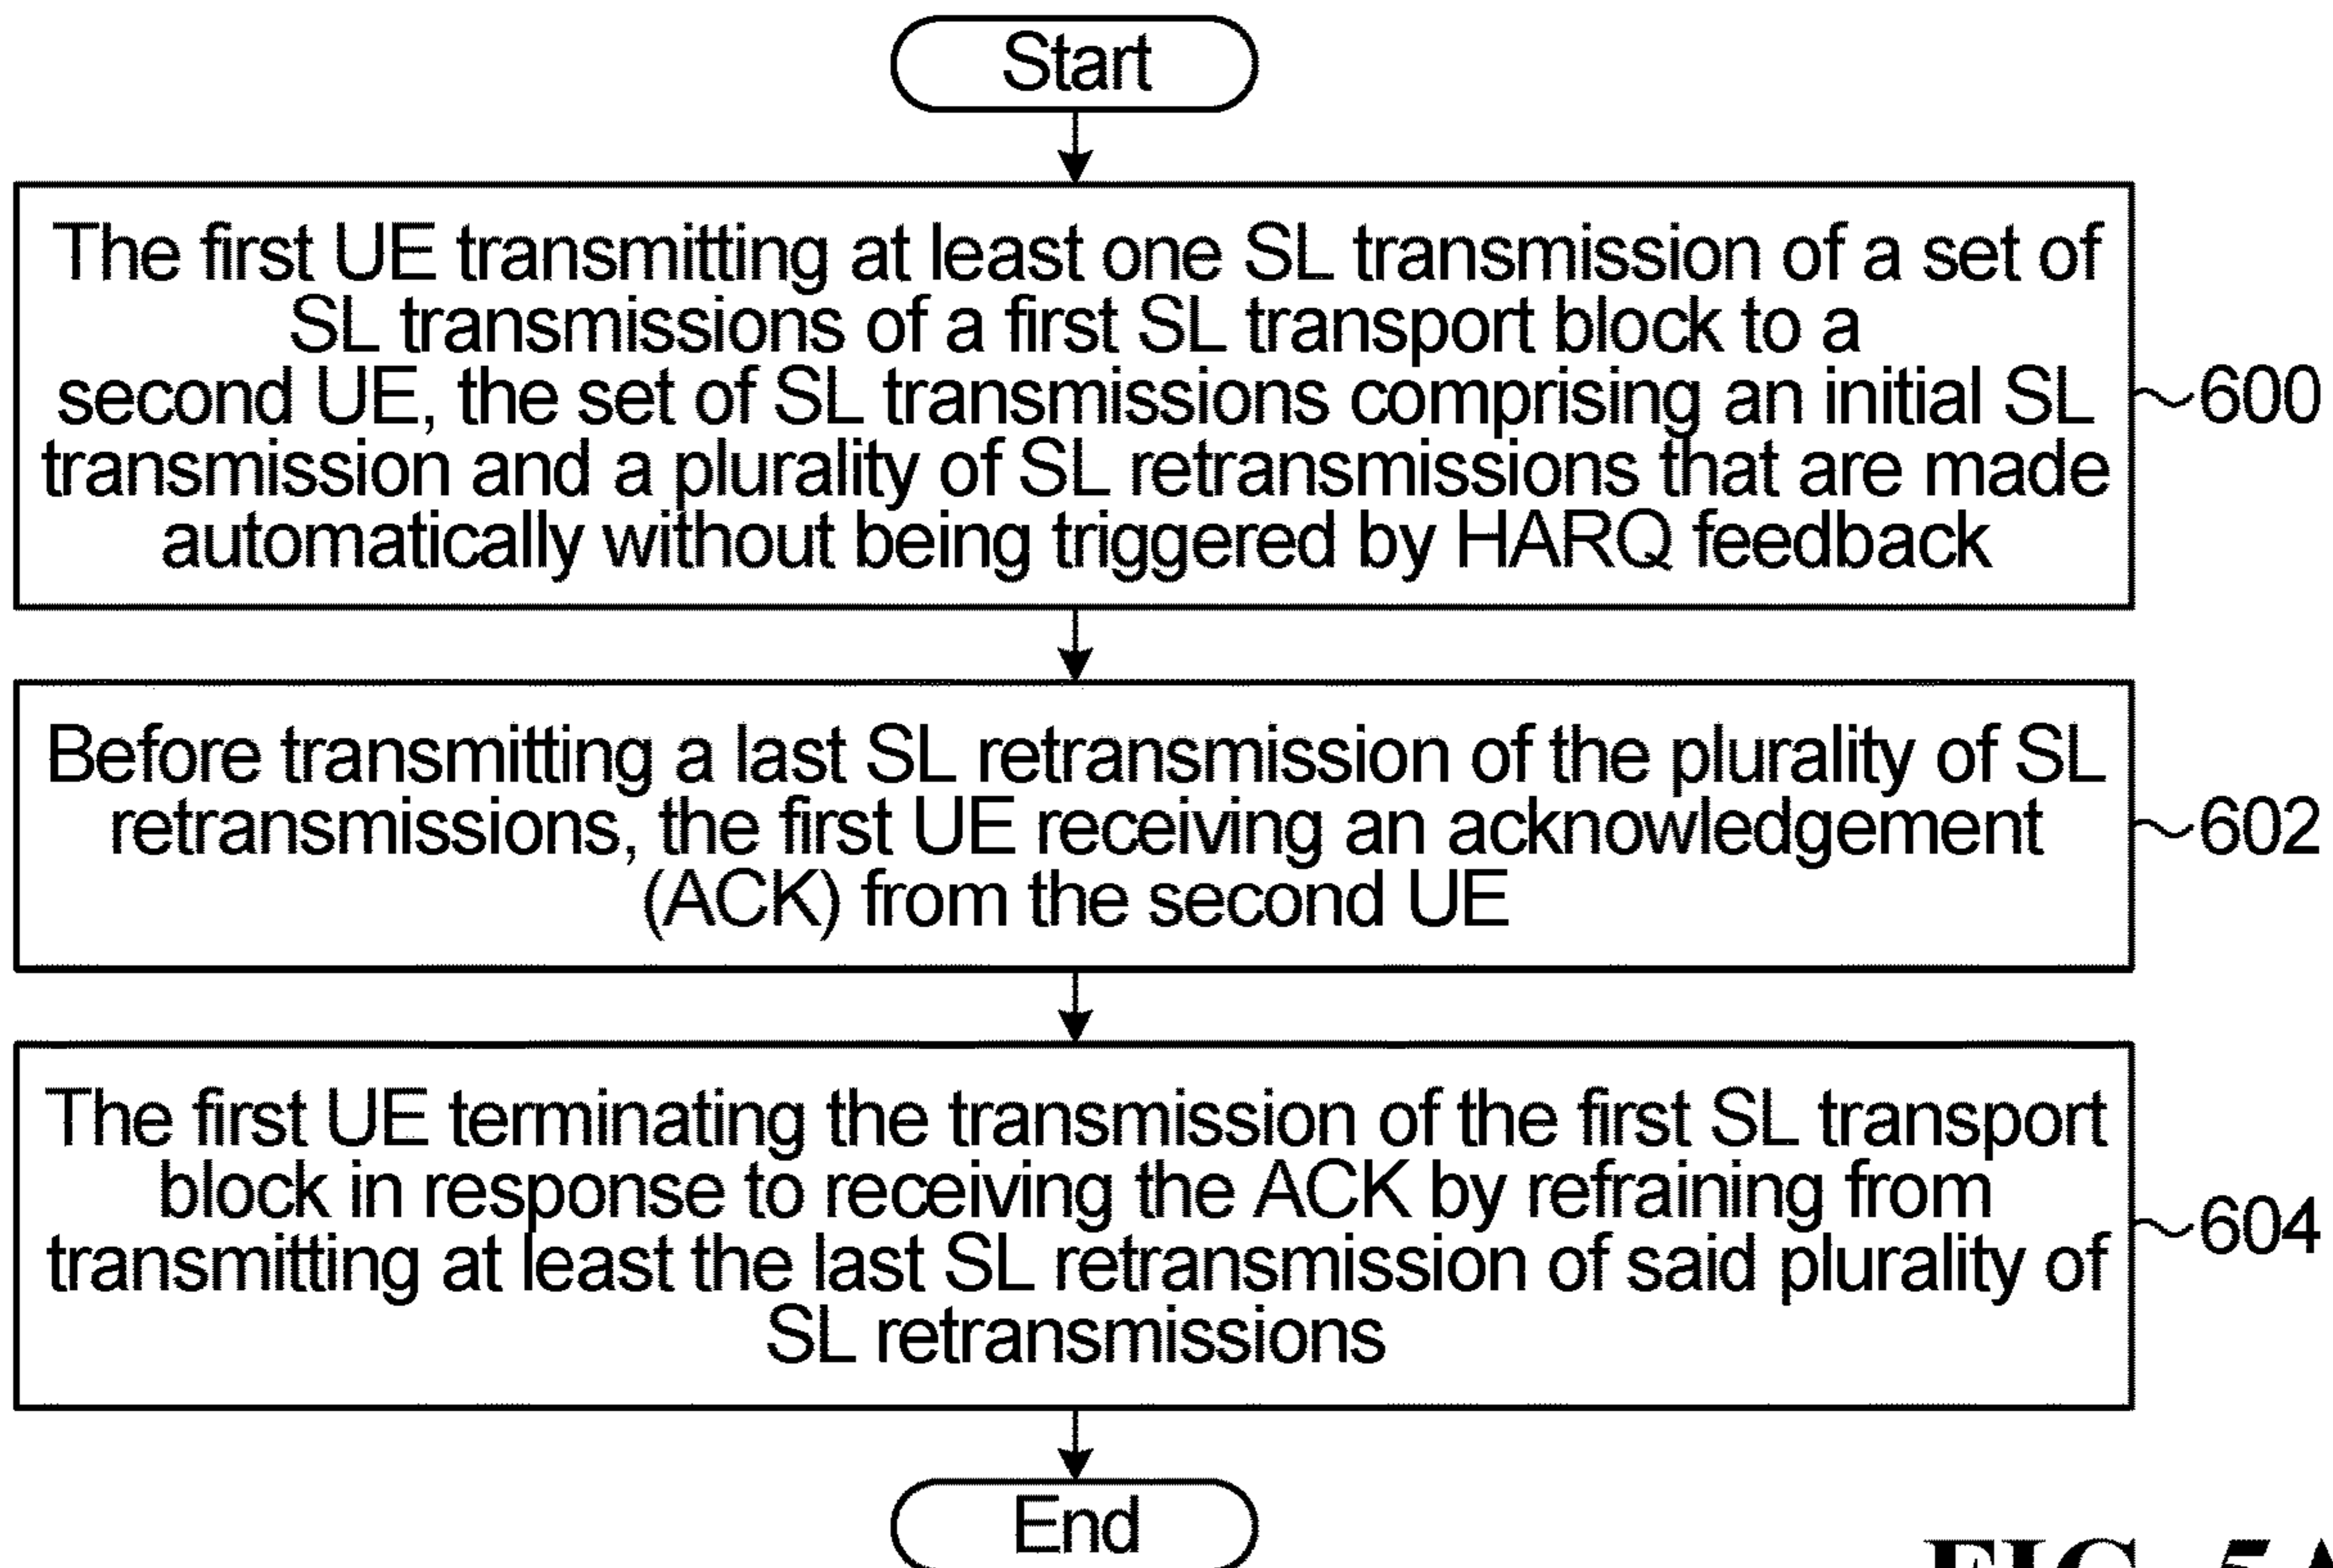 Start
The first UE transmitting at least one SL transmission of a set of
SL transmissions of a first SL transport block to a
second UE, the set of SL transmissions comprising an initial SL
transmission and a plurality of SL retransmissions that are made
automatically without being triggered by HARQ feedback
600
Before transmitting a last SL retransmission of the plurality of SL
retransmissions, the first UE receiving an acknowledgement
(ACK) from the second UE
602
The first UE terminating the transmission of the first SL transport
block in response to receiving the ACK by refraining from
transmitting at least the last SL retransmission of said plurality of
SL retransmissions
604
End
FIG. 5A